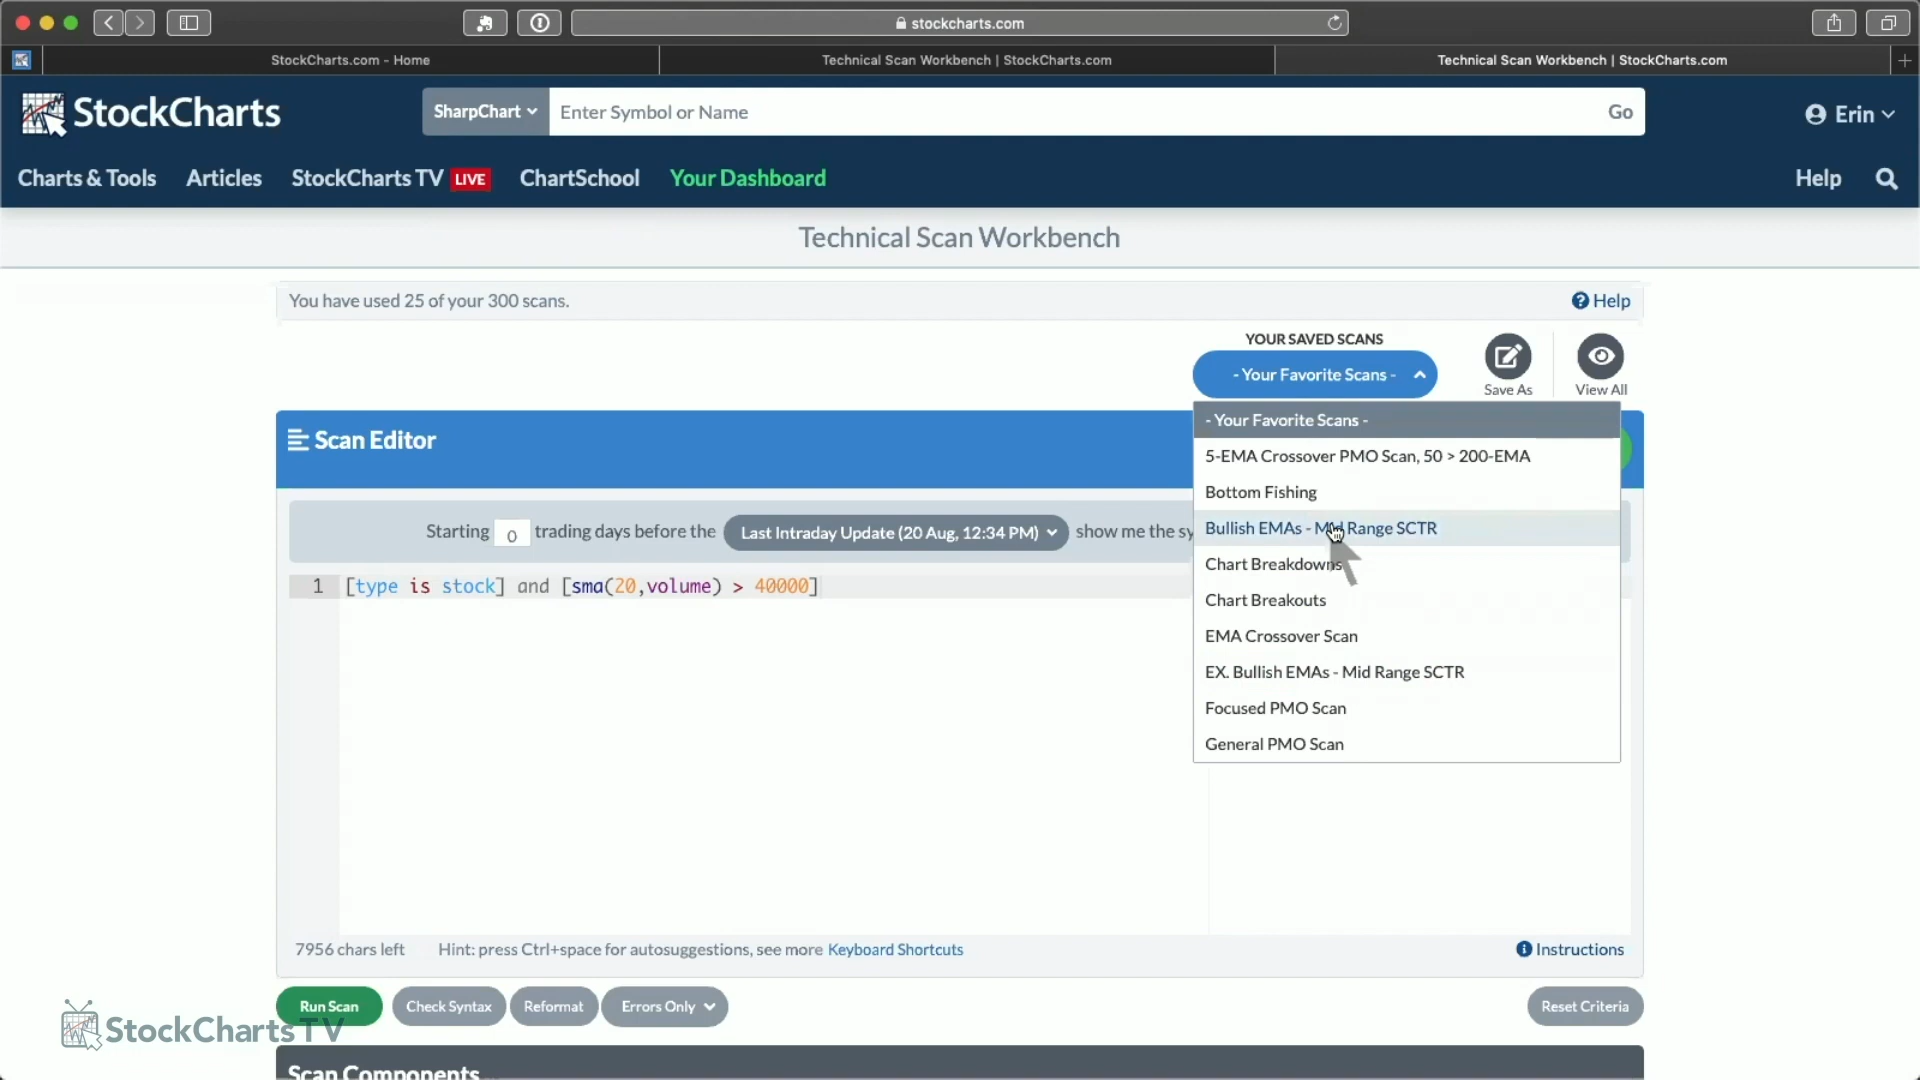 stockcharts.com
StockCharts.com - Home
Technical Scan Workbench | StockCharts.com
Technical Scan Workbench | StockCharts.com
StockCharts
SharpChart
Enter Symbol or Name
Go
Erin
Charts & Tools
Articles
StockCharts TV LIVE
ChartSchool
Your Dashboard
Help
Technical Scan Workbench
You have used 25 of your 300 scans.
Help
YOUR SAVED SCANS
- Your Favorite Scans -
Save As
View All
- Your Favorite Scans -
5-EMA Crossover PMO Scan, 50 > 200-EMA
Bottom Fishing
Bullish EMAs - Mid Range SCTR
Chart Breakdowns
Chart Breakouts
EMA Crossover Scan
EX. Bullish EMAs - Mid Range SCTR
Focused PMO Scan
General PMO Scan
Scan Editor
Starting 0 trading days before the Last Intraday Update (20 Aug, 12:34 PM) show me the sy
1 [type is stock] and [sma(20,volume) > 40000]
7956 chars left
Hint: press Ctrl+space for autosuggestions, see more Keyboard Shortcuts
Instructions
Run Scan
Check Syntax
Reformat
Errors Only
Reset Criteria
StockChartsTV
Scan Components